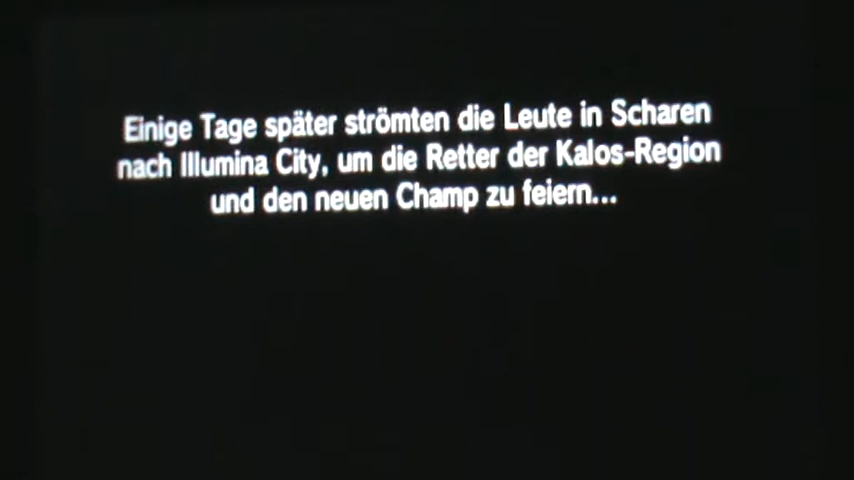 Einige Tage später strömten die Leute in Scharen
nach Illumina City, um die Retter der Kalos-Region
und den neuen Champ zu feiern...